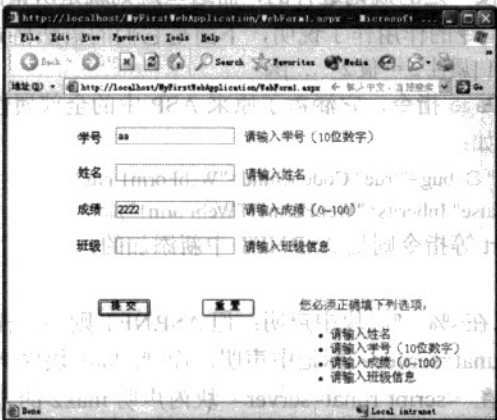 http://localhost/MyFirstWebApplication/WebForm1.aspx - Microsoft ...
File Edit View Favorites Tools Help
Back Search Favorites Media
地址(D) http://localhost/MyFirstWebApplication/WebForm1.aspx Go
学号 aa 请输入学号（10位数字）
姓名 请输入姓名
成绩 2222 请输入成绩（0~100）
班级 请输入班级信息
提交 重置 您必须正确填下列选项:
• 请输入姓名
• 请输入学号（10位数字）
• 请输入成绩（0~100）
• 请输入班级信息
Done Local intranet